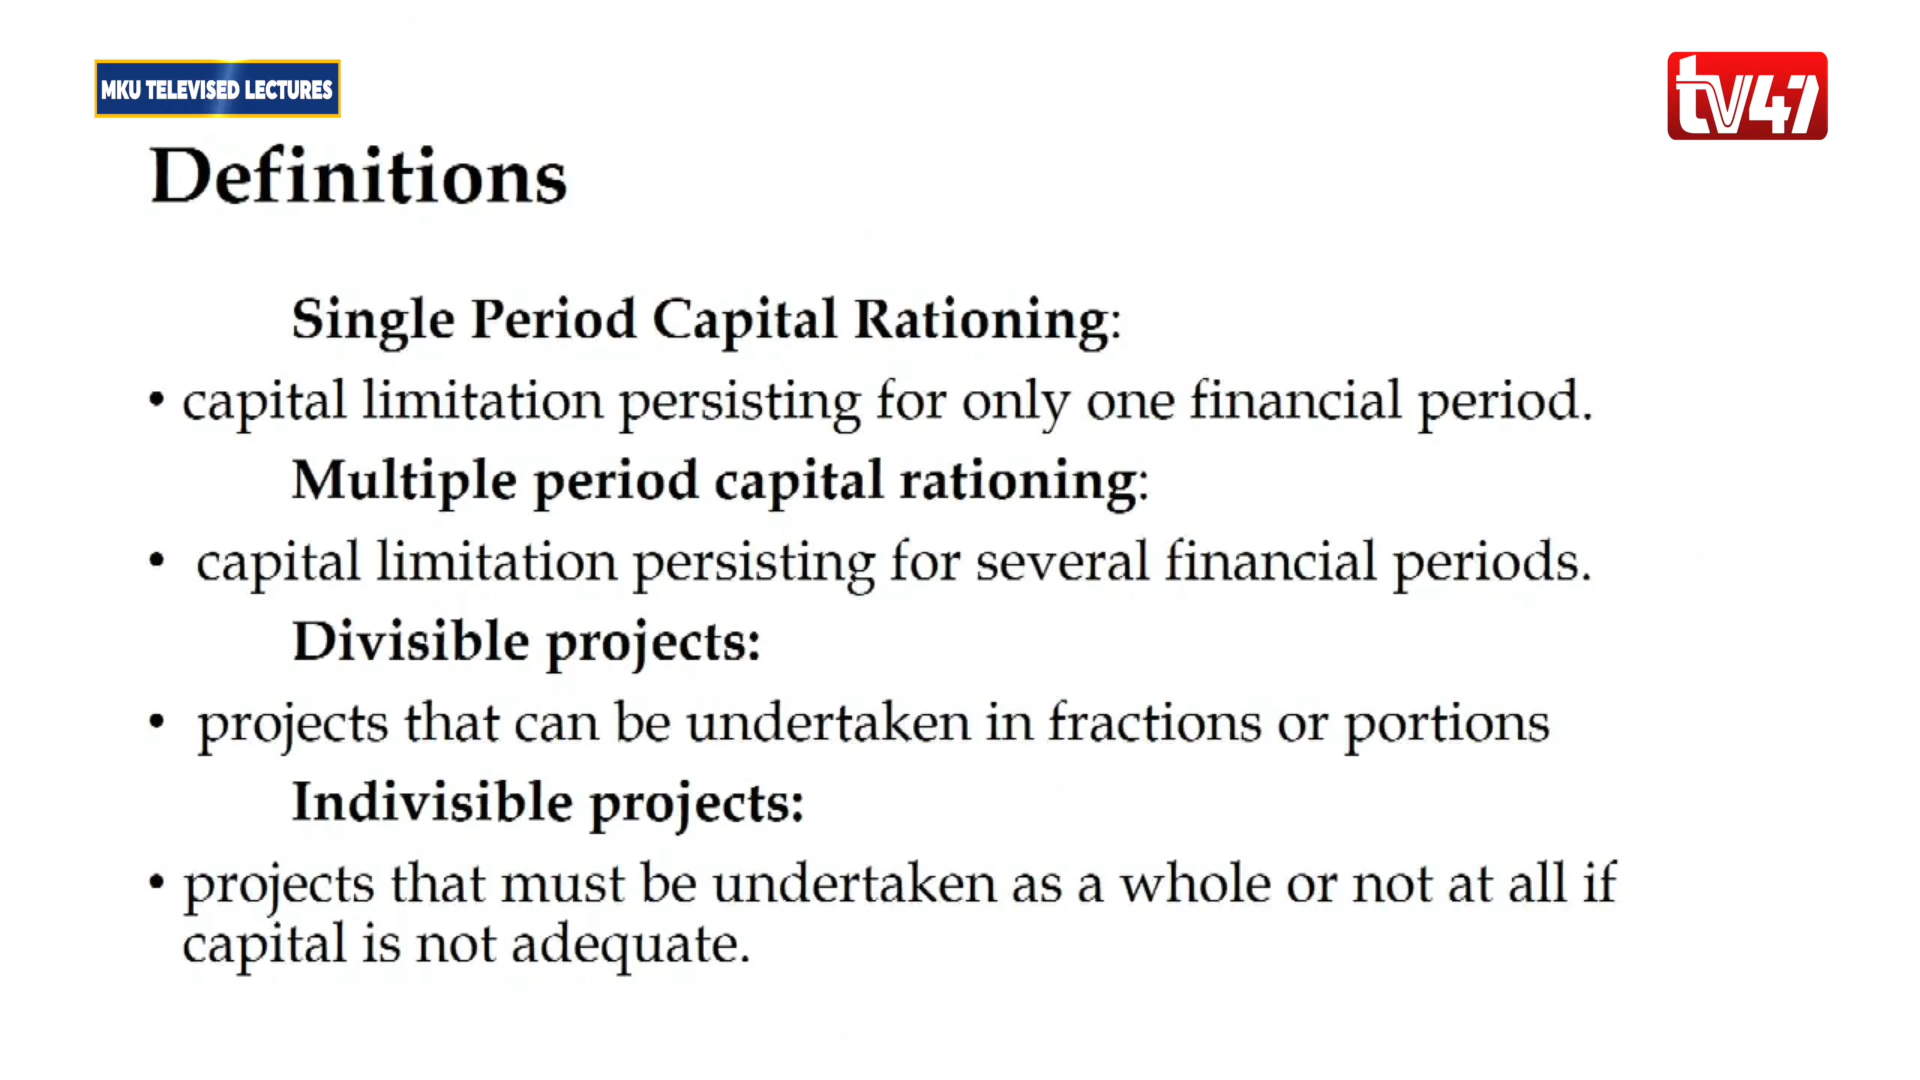 MKU TELEVISED LECTURES
tv47
Definitions
Single Period Capital Rationing:
• capital limitation persisting for only one financial period.
Multiple period capital rationing:
• capital limitation persisting for several financial periods.
Divisible projects:
• projects that can be undertaken in fractions or portions
Indivisible projects:
• projects that must be undertaken as a whole or not at all if
capital is not adequate.